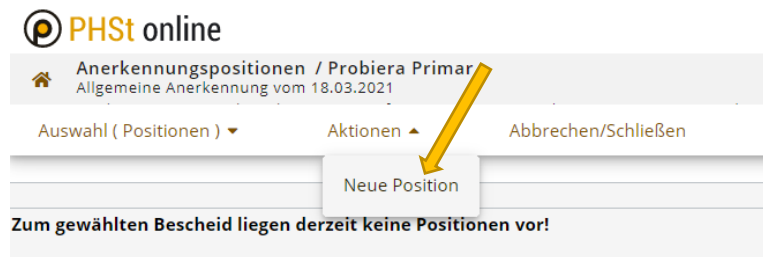 PHSt online
Anerkennungspositionen / Probiera Primar
Allgemeine Anerkennung vom 18.03.2021
Auswahl ( Positionen ) Aktionen Abbrechen/Schließen
Neue Position
Zum gewählten Bescheid liegen derzeit keine Positionen vor!